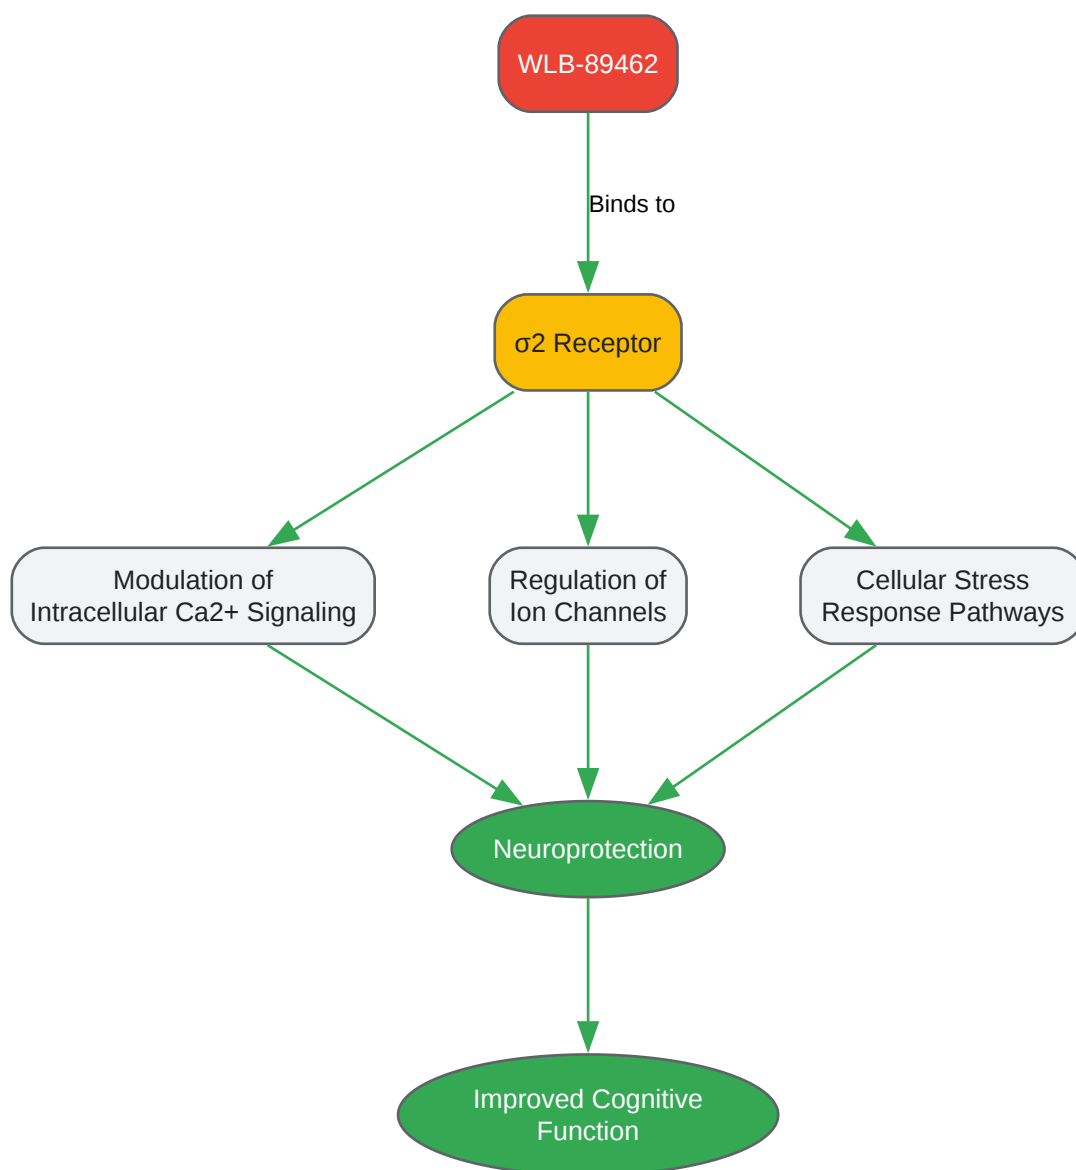 WLB-89462
Binds to
σ2 Receptor
Modulation of
Intracellular Ca2+ Signaling
Regulation of
Ion Channels
Cellular Stress
Response Pathways
Neuroprotection
Improved Cognitive
Function